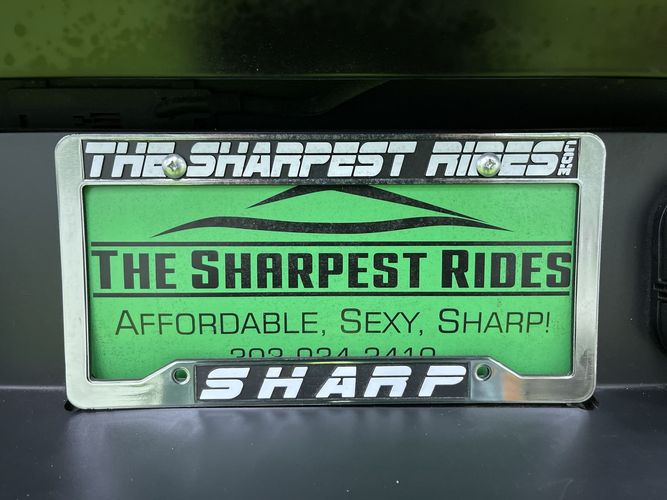 THE SHARPEST RIDES.COM
THE SHARPEST RIDES
AFFORDABLE, SEXY, SHARP!
SHARP